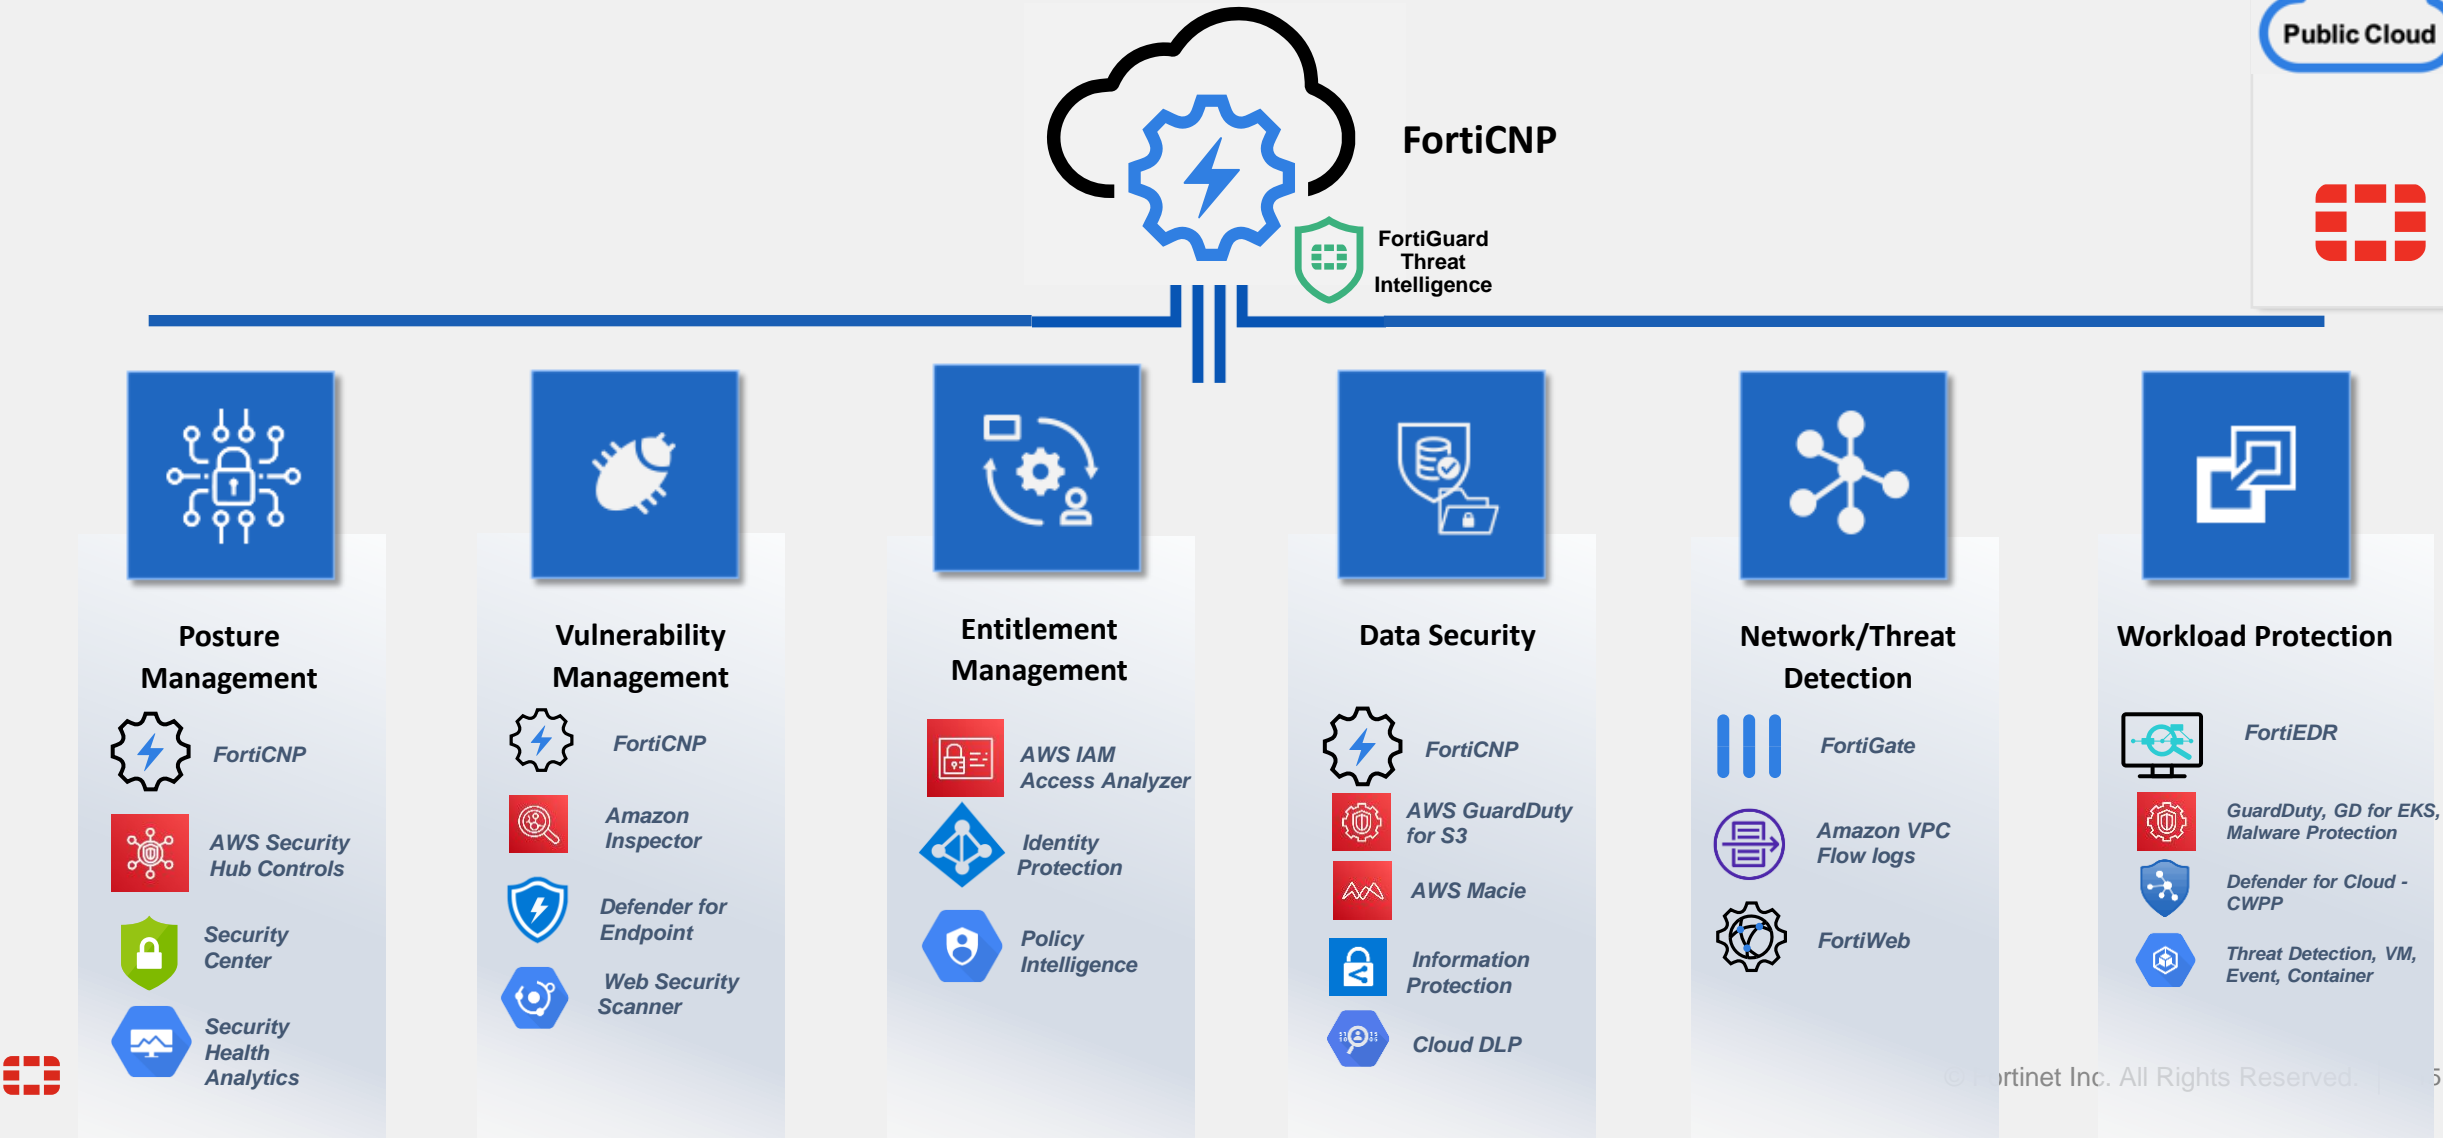 Public Cloud
FortiCNP
FortiGuard
Threat
Intelligence
Posture
Management
FortiCNP
AWS Security
Hub Controls
Security
Center
Security
Health
Analytics
Vulnerability
Management
FortiCNP
Amazon
Inspector
Defender for
Endpoint
Web Security
Scanner
Entitlement
Management
AWS IAM
Access Analyzer
Identity
Protection
Policy
Intelligence
Data Security
FortiCNP
AWS GuardDuty
for S3
AWS Macie
Information
Protection
Cloud DLP
Network/Threat
Detection
FortiGate
Amazon VPC
Flow logs
FortiWeb
Workload Protection
FortiEDR
GuardDuty, GD for EKS,
Malware Protection
Defender for Cloud -
CWPP
Threat Detection, VM,
Event, Container
© Fortinet Inc. All Rights Reserved.